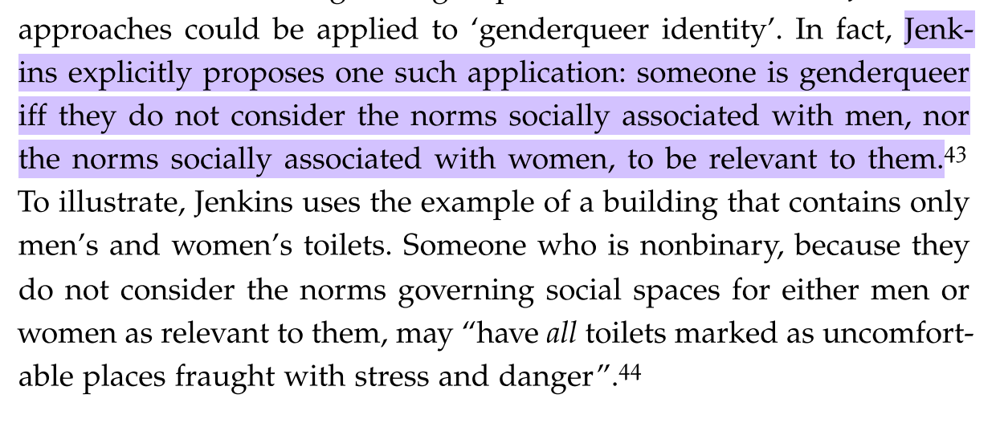 approaches could be applied to ‘genderqueer identity’. In fact, Jenk-
ins explicitly proposes one such application: someone is genderqueer
iff they do not consider the norms socially associated with men, nor
the norms socially associated with women, to be relevant to them.43
To illustrate, Jenkins uses the example of a building that contains only
men’s and women’s toilets. Someone who is nonbinary, because they
do not consider the norms governing social spaces for either men or
women as relevant to them, may “have all toilets marked as uncomfort-
able places fraught with stress and danger”.44